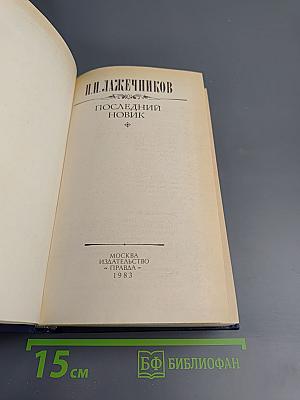 И.И.ЛАЖЕЧНИКОВ
ПОСЛЕДНИЙ
НОВИК
МОСКВА
ИЗДАТЕЛЬСТВО
«ПРАВДА»
1983
15 см
БФ БИБЛИОФАН